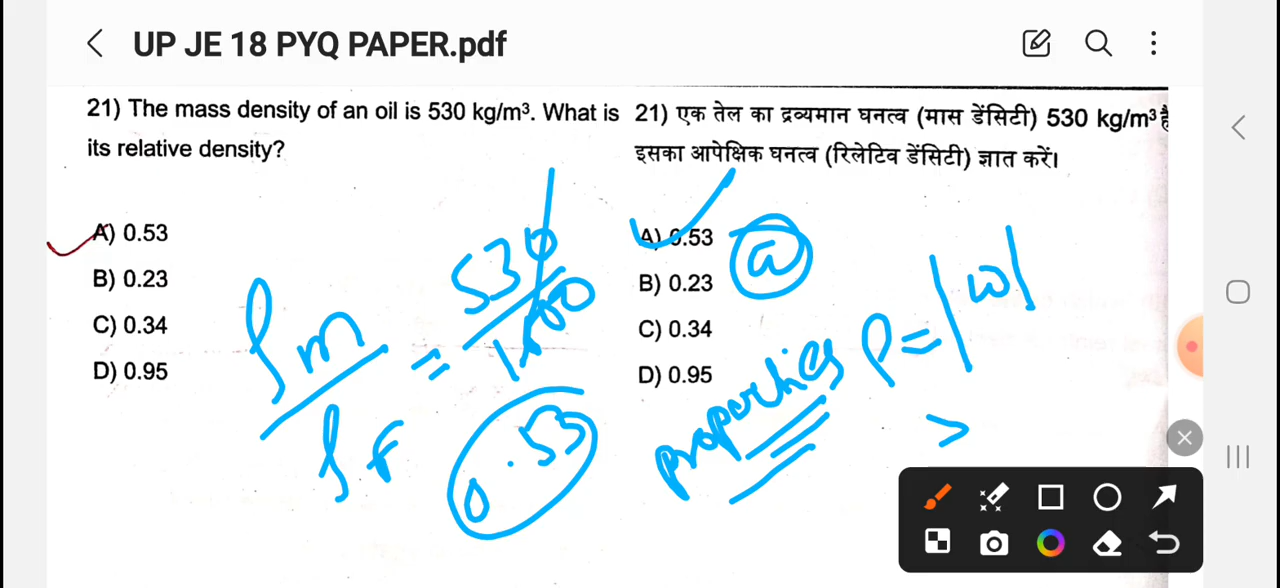 UP JE 18 PYQ PAPER.pdf
21) The mass density of an oil is 530 kg/m³. What is
its relative density?
A) 0.53
B) 0.23
C) 0.34
D) 0.95
21) एक तेल का द्रव्यमान घनत्व (मास डेंसिटी) 530 kg/m³ है
इसका आपेक्षिक घनत्व (रिलेटिव डेंसिटी) ज्ञात करें।
A) 0.53
B) 0.23
C) 0.34
D) 0.95
530
1000
=
0.53
a
properties